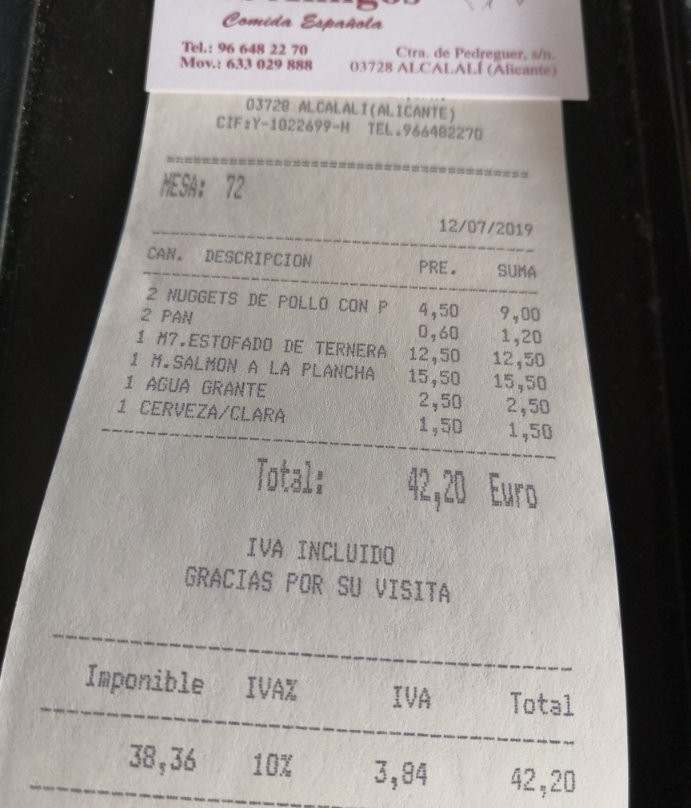 Comida Española
Tel.: 96 648 22 70
Mov.: 633 029 888
Ctra. de Pedreguer, s/n.
03728 ALCALALÍ (Alicante)
03728 ALCALALI(ALICANTE)
CIF:Y-1022699-H TEL.966482270
MESA: 72
12/07/2019
CAN. DESCRIPCION PRE. SUMA
2 NUGGETS DE POLLO CON P 4,50 9,00
2 PAN 0,60 1,20
1 M7.ESTOFADO DE TERNERA 12,50 12,50
1 M.SALMON A LA PLANCHA 15,50 15,50
1 AGUA GRANTE 2,50 2,50
1 CERVEZA/CLARA 1,50 1,50
Total: 42,20 Euro
IVA INCLUIDO
GRACIAS POR SU VISITA
Imponible IVA% IVA Total
38,36 10% 3,84 42,20